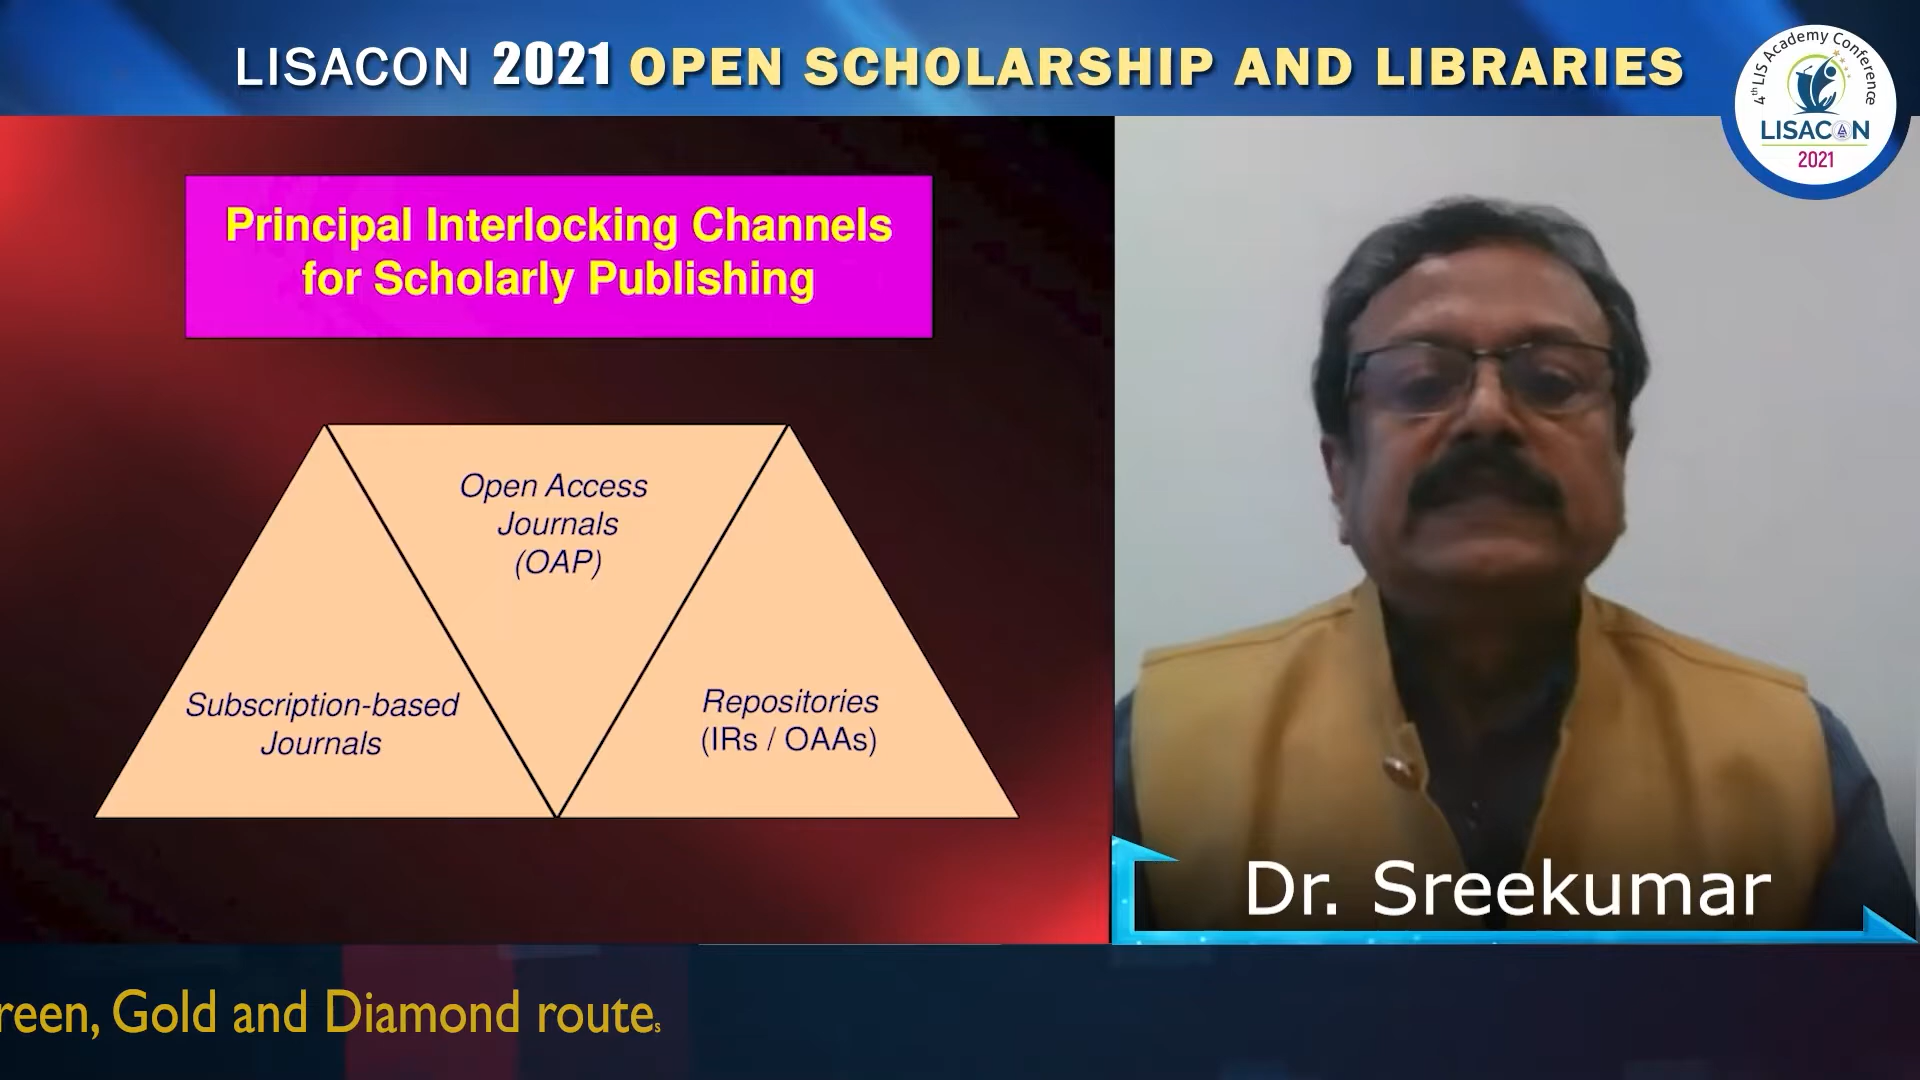 LISACON 2021 OPEN SCHOLARSHIP AND LIBRARIES
4th LIS Academy Conference
LISACON
2021
Principal Interlocking Channels
for Scholarly Publishing
Open Access
Journals
(OAP)
Subscription-based
Journals
Repositories
(IRs / OAAs)
Dr. Sreekumar
reen, Gold and Diamond routes